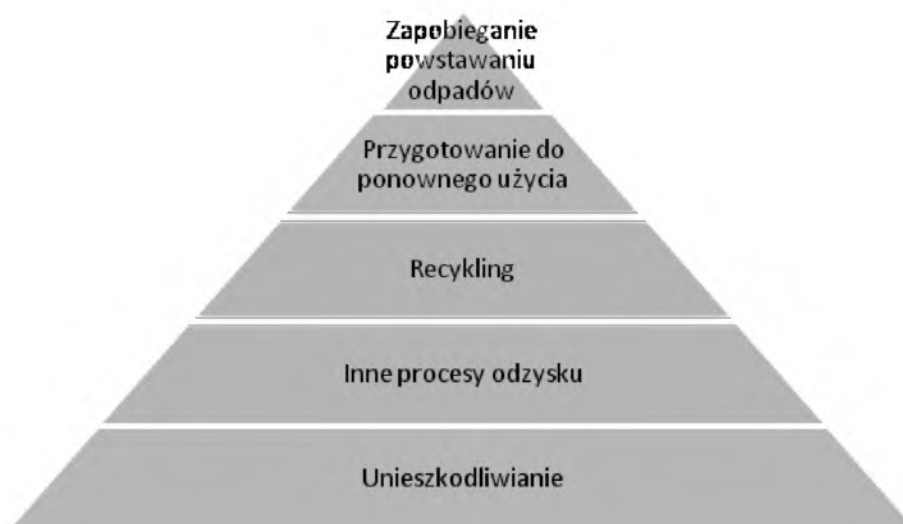 Zapobieganie
powstawaniu
odpadów
Przygotowanie do
ponownego użycia
Recykling
Inne procesy odzysku
Unieszkodliwianie